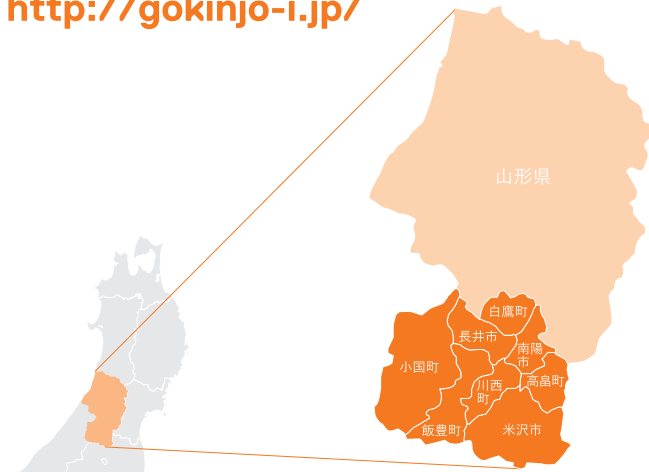 http://gokinjo-i.jp/
山形県
白鷹町
長井市
南陽
市
小国町
高畠町
川西
町
飯豊町
米沢市